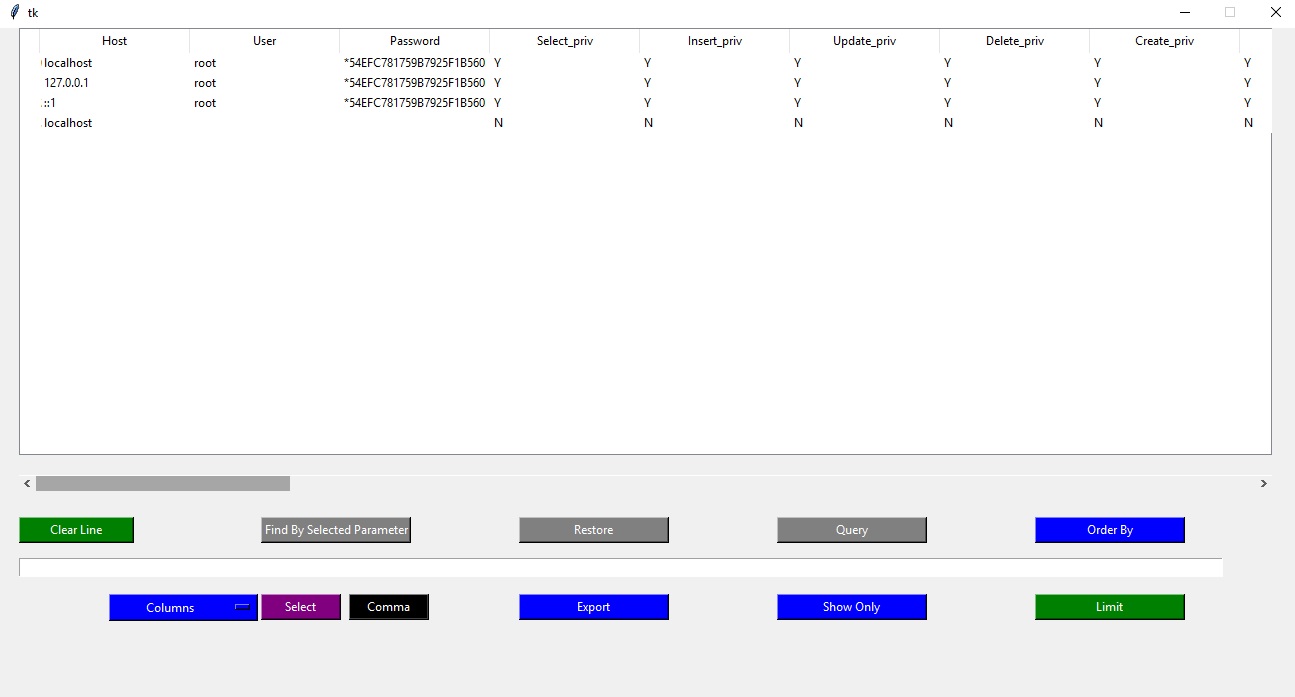 tk
Host User Password Select_priv Insert_priv Update_priv Delete_priv Create_priv
localhost root *54EFC781759B7925F1B560 Y Y Y Y Y Y
127.0.0.1 root *54EFC781759B7925F1B560 Y Y Y Y Y Y
::1 root *54EFC781759B7925F1B560 Y Y Y Y Y Y
localhost N N N N N N
Clear Line Find By Selected Parameter Restore Query Order By
Columns Select Comma Export Show Only Limit